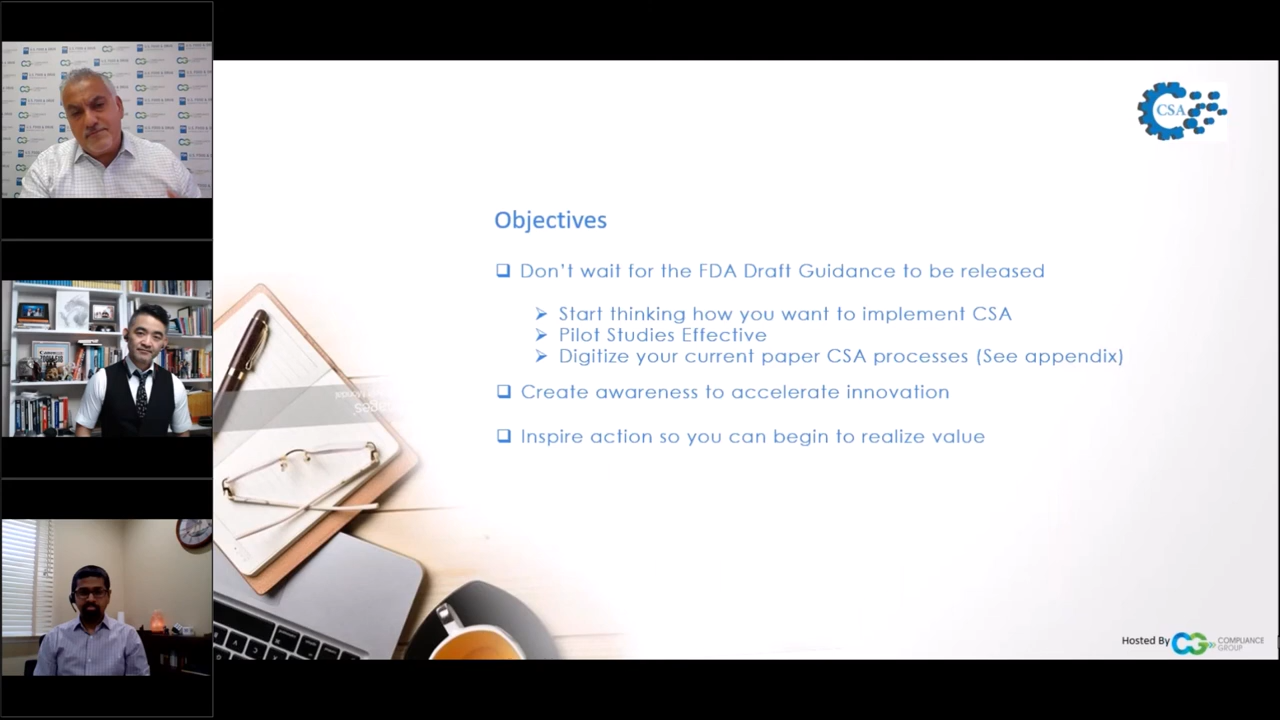 CSA
Objectives
Don't wait for the FDA Draft Guidance to be released
Start thinking how you want to implement CSA
Pilot Studies Effective
Digitize your current paper CSA processes (See appendix)
Create awareness to accelerate innovation
Inspire action so you can begin to realize value
Hosted By CG COMPLIANCE
GROUP